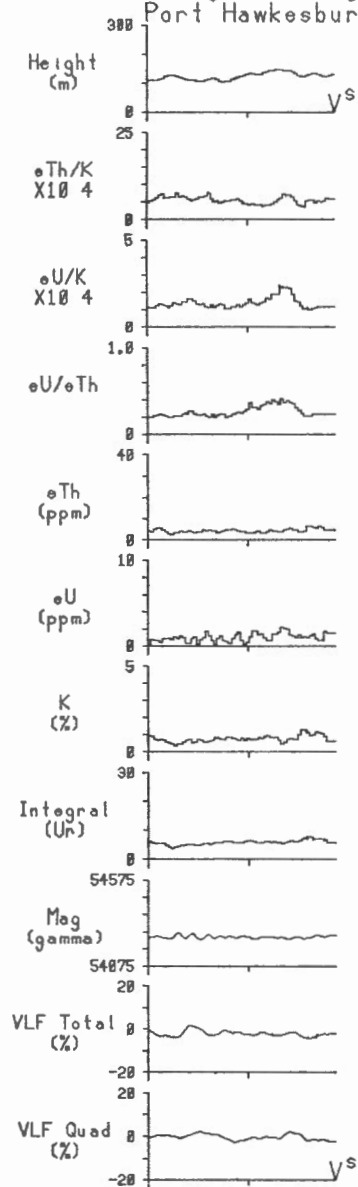 Port Hawkesbur
300
Height
(m)
0
V S
25
eTh/K
X10 4
0
5
eU/K
X10 4
0
1.0
eU/eTh
0
40
eTh
(ppm)
0
10
eU
(ppm)
0
5
K
(%)
0
30
Integral
(Ur)
0
54575
Mag
(gamma)
54075
20
VLF Total
(%)
0
-20
20
VLF Quad
(%)
0
-20
V S